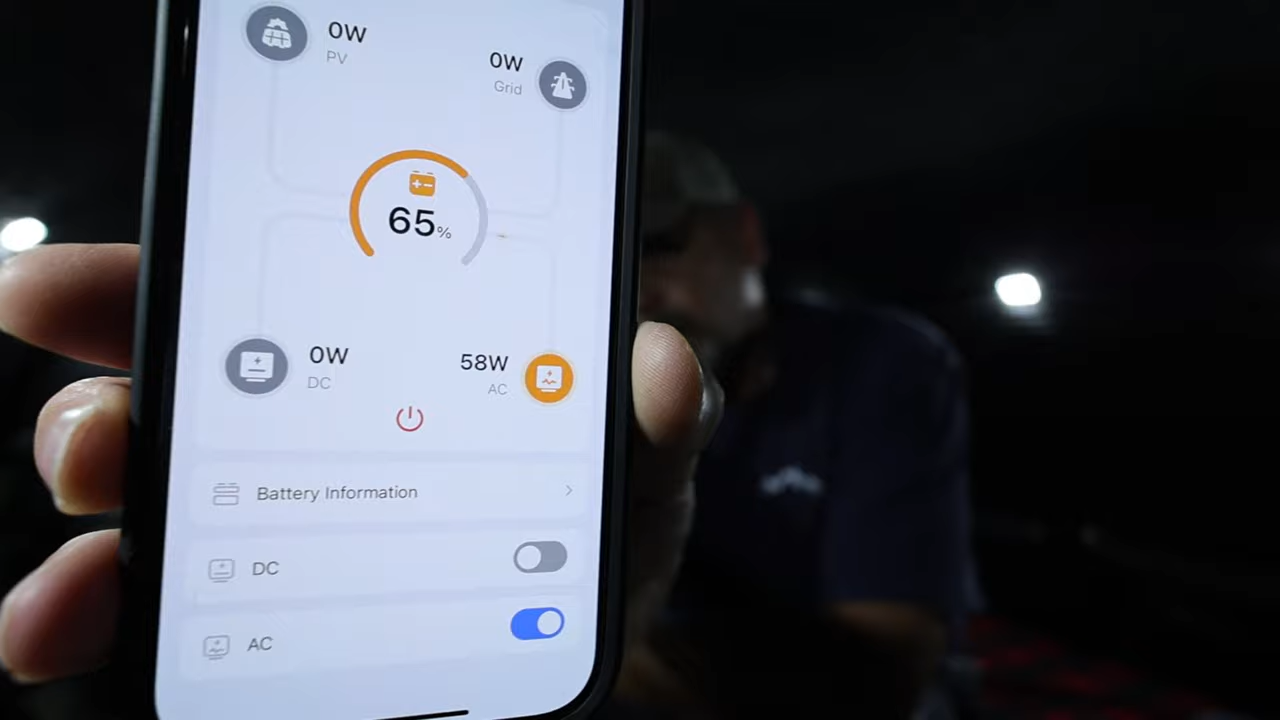 0W
PV
0W
Grid
65%
0W
DC
58W
AC
Battery Information
DC
AC